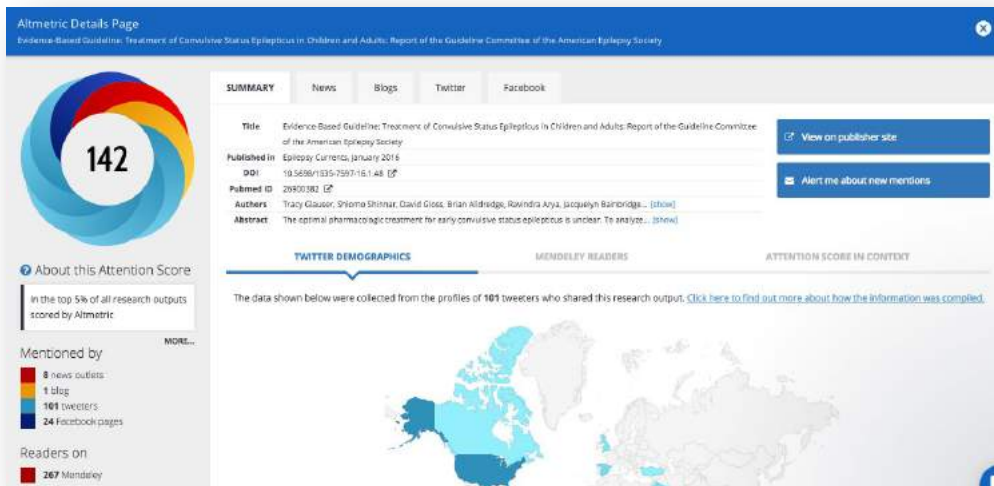 Altmetric Details Page
Evidence-Based Guideline: Treatment of Convulsive Status Epilepticus in Children and Adults: Report of the Guideline Committee of the American Epilepsy Society
142
About this Attention Score
In the top 5% of all research outputs
scored by Altmetric
MORE...
Mentioned by
8 news outlets
1 blog
101 tweeters
24 Facebook pages
Readers on
267 Mendeley
SUMMARY News Blogs Twitter Facebook
Title Evidence-Based Guideline: Treatment of Convulsive Status Epilepticus in Children and Adults: Report of the Guideline Committee
of the American Epilepsy Society
Published in Epilepsy Currents, January 2016
DOI 10.5698/1535-7597-16.1.48
Pubmed ID 26900382
Authors Tracy Glauser, Shlomo Shinnar, David Gloss, Brian Alldredge, Ravindra Arya, Jacquelyn Bainbridge... [show]
Abstract The optimal pharmacologic treatment for early convulsive status epilepticus is unclear. To analyze... [show]
View on publisher site
Alert me about new mentions
TWITTER DEMOGRAPHICS MENDELEY READERS ATTENTION SCORE IN CONTEXT
The data shown below were collected from the profiles of 101 tweeters who shared this research output. Click here to find out more about how the information was compiled.